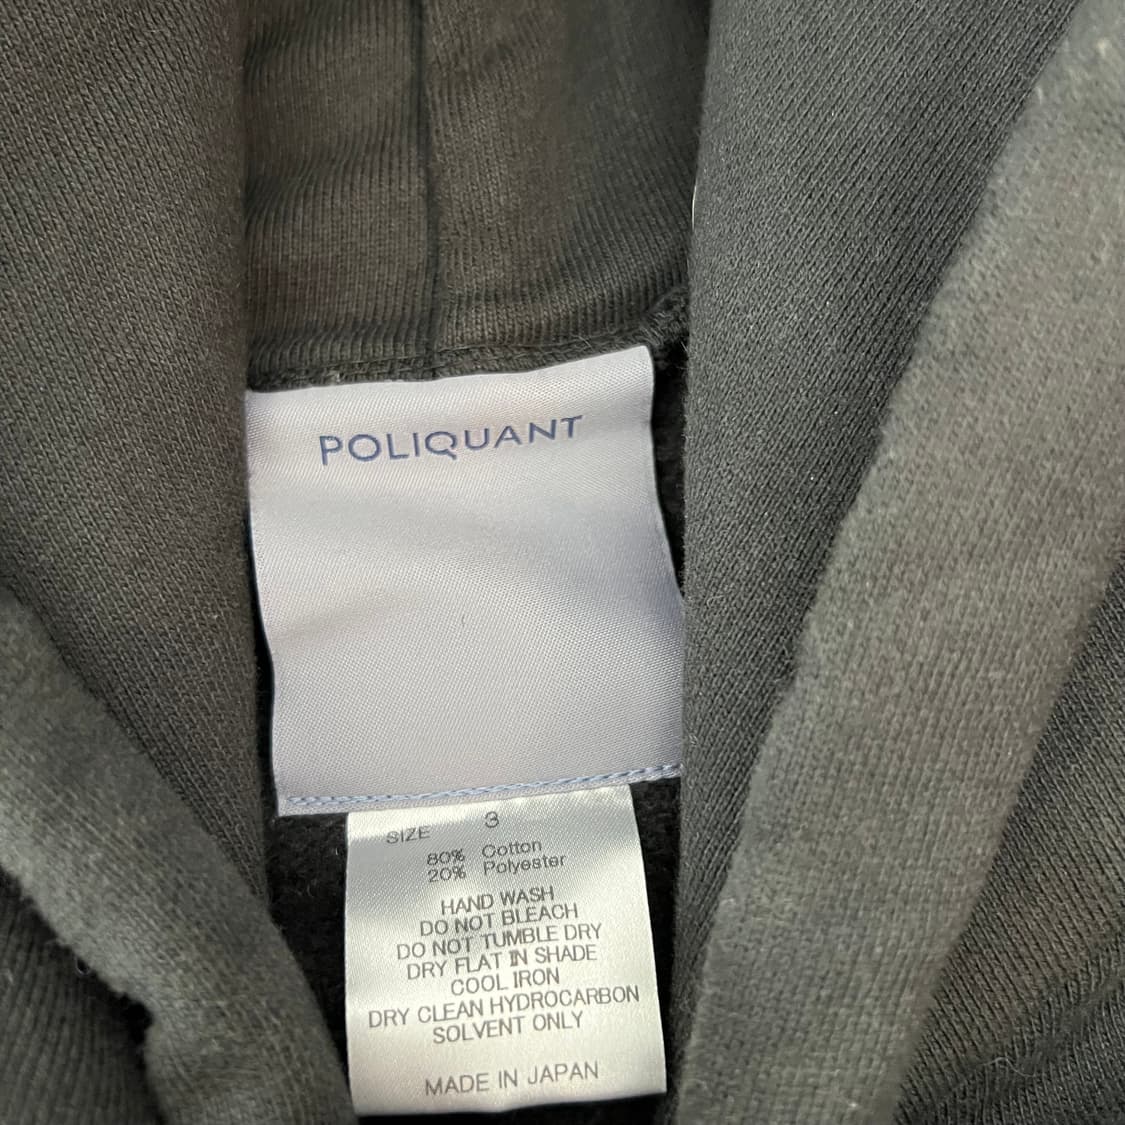 POLIQUANT
SIZE 3
80% Cotton
20% Polyester
HAND WASH
DO NOT BLEACH
DO NOT TUMBLE DRY
DRY FLAT IN SHADE
COOL IRON
DRY CLEAN HYDROCARBON
SOLVENT ONLY
MADE IN JAPAN